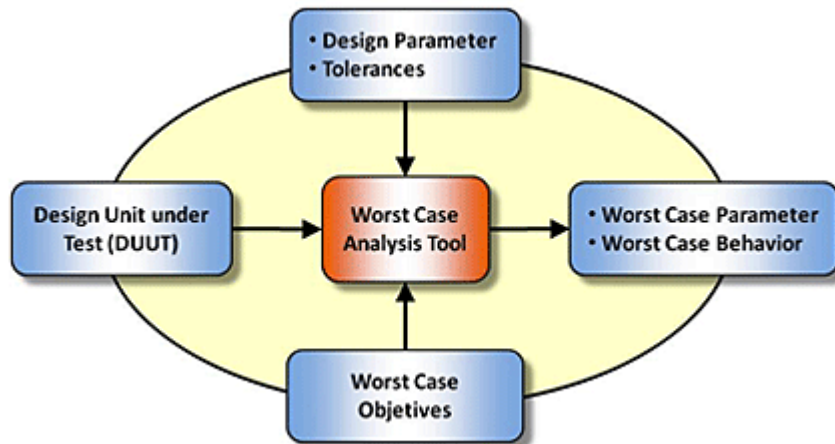 • Design Parameter
• Tolerances
Design Unit under
Test (DUUT)
Worst Case
Analysis Tool
• Worst Case Parameter
• Worst Case Behavior
Worst Case
Objetives